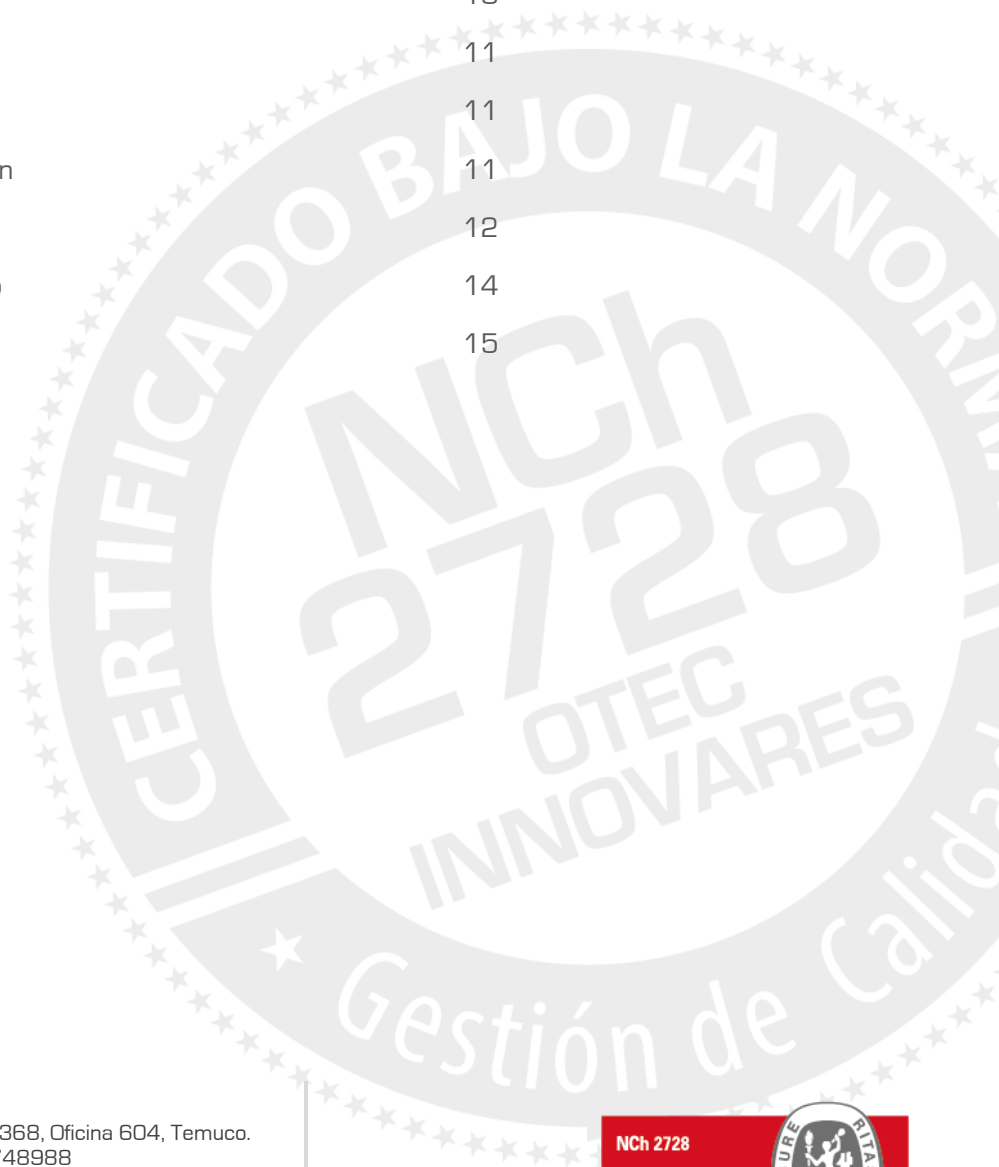 11
11
n 11
12
14
15
CERTIFICADO BAJO LA NORMA
NCh
2728
OTEC
INNOVARES
Gestión de Calidad
368, Oficina 604, Temuco.
748988
NCh 2728